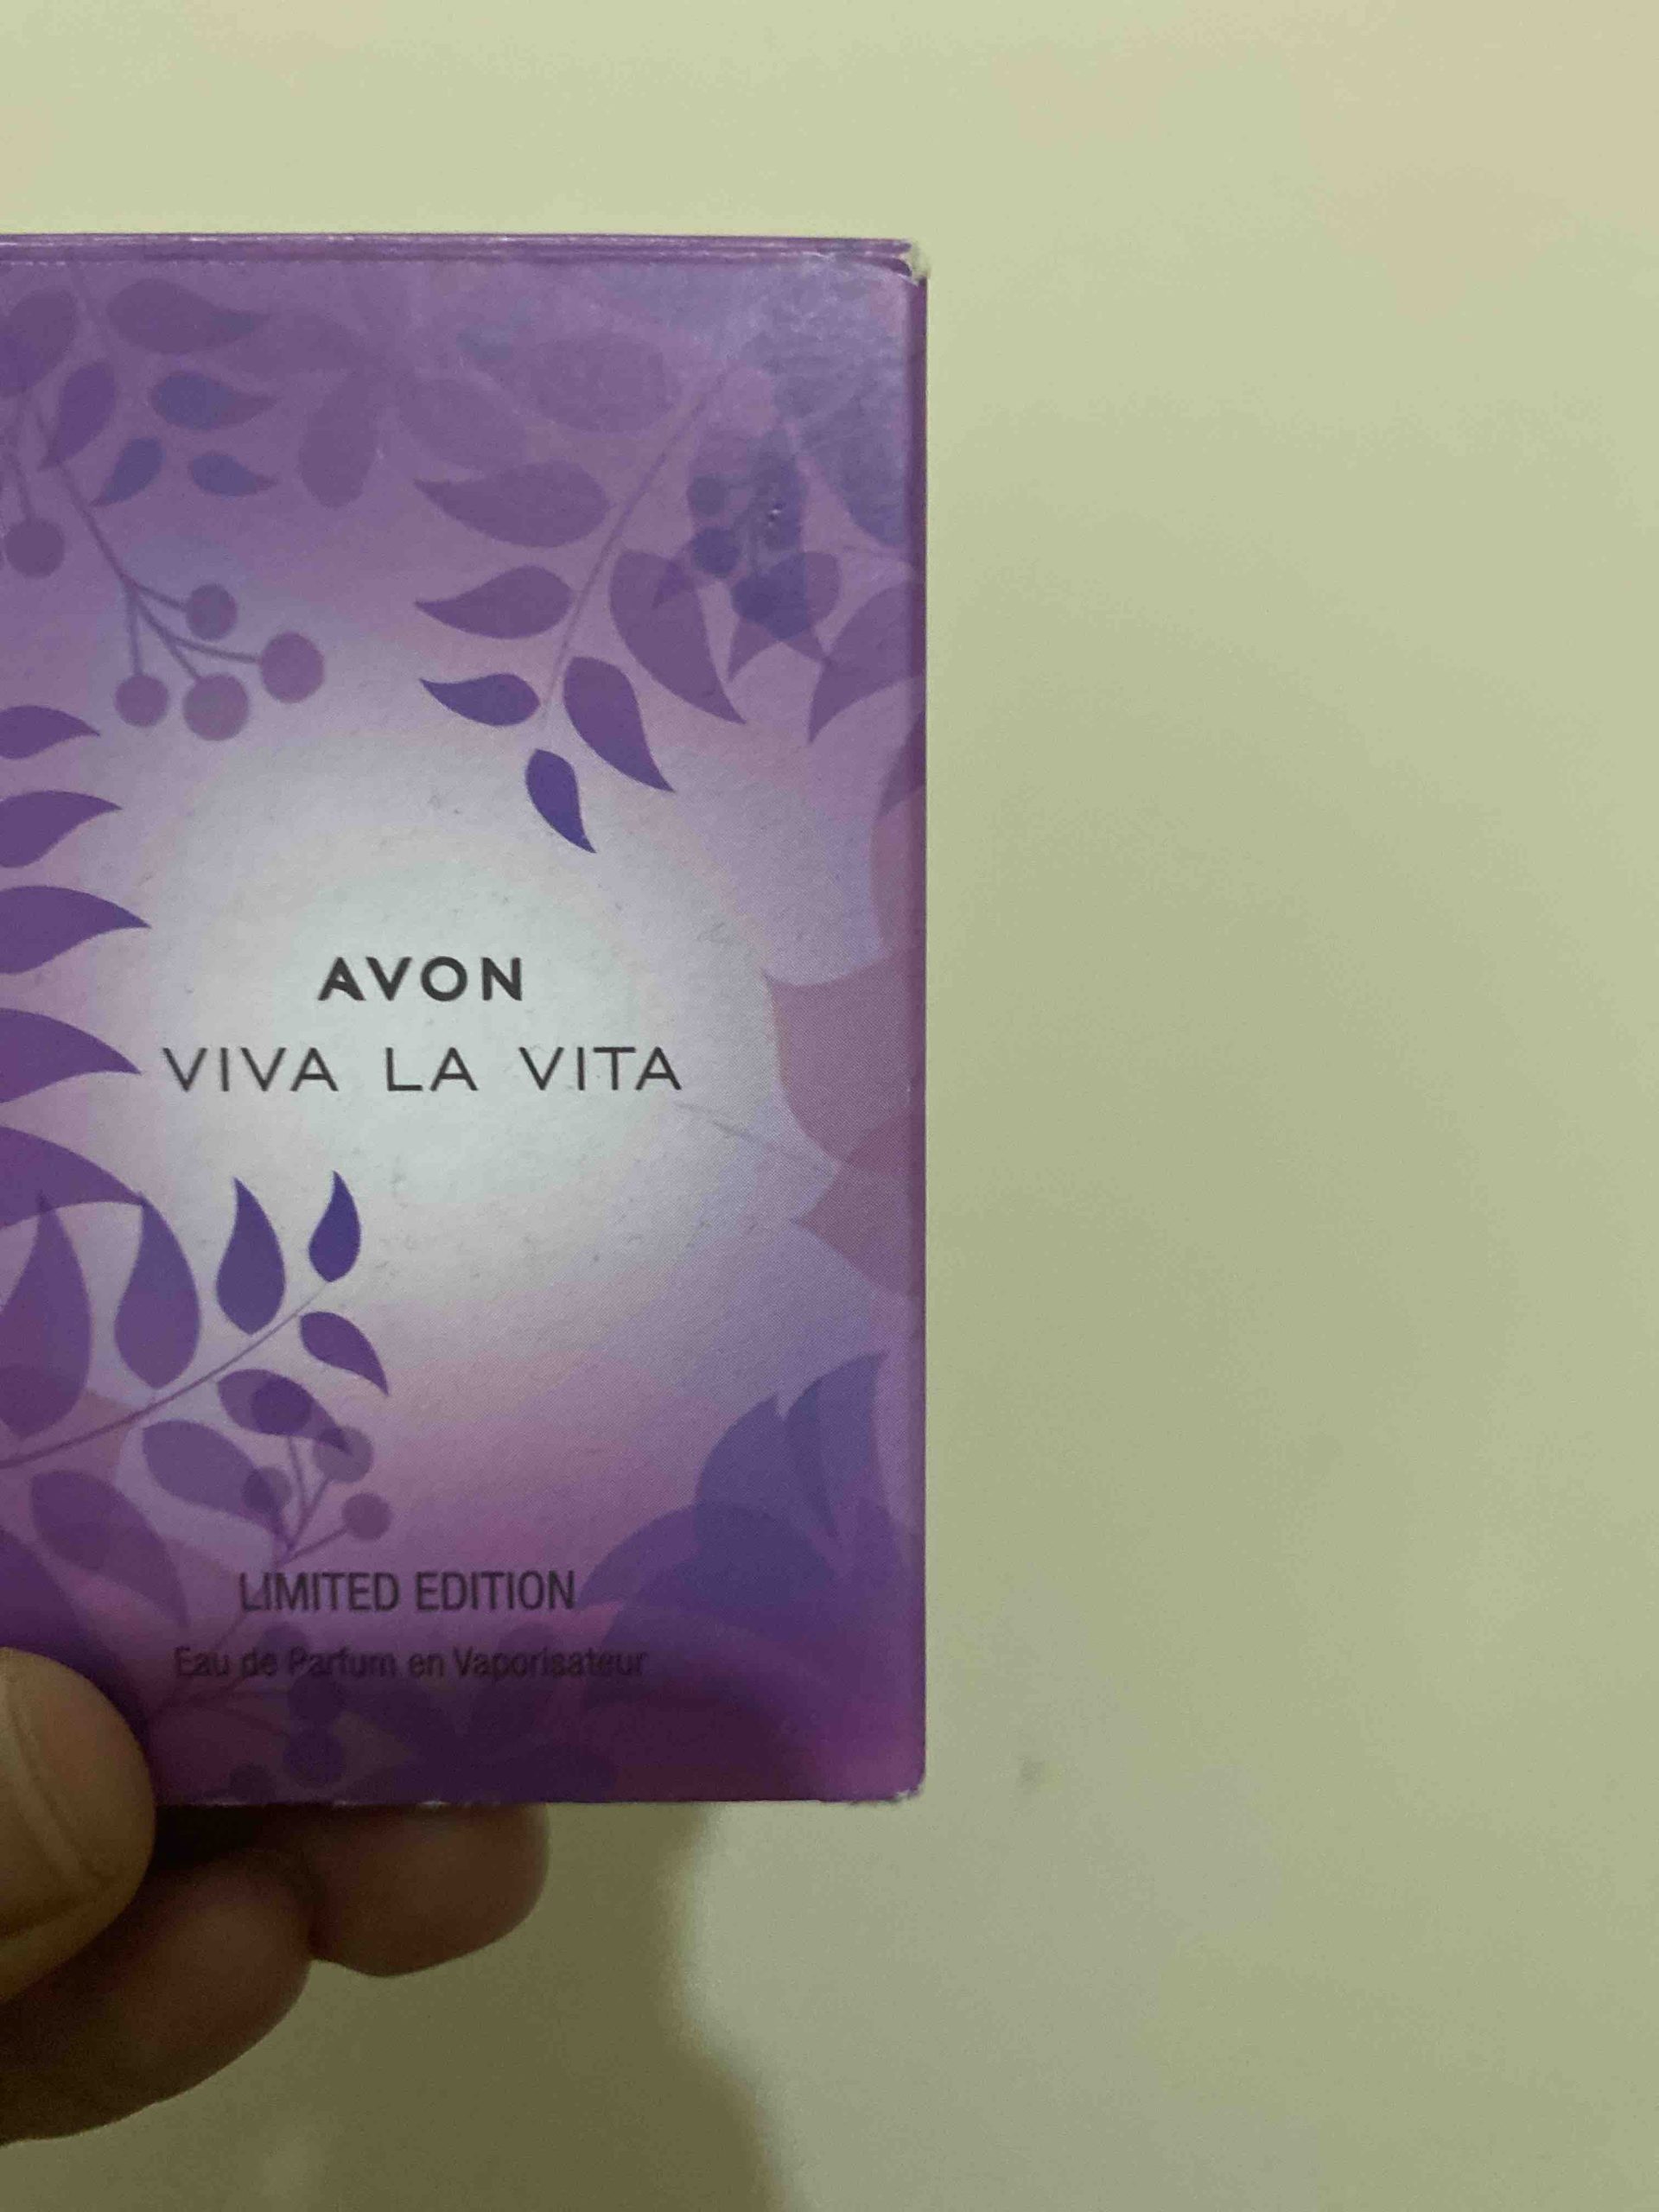 AVON
VIVA LA VITA
LIMITED EDITION
Eau de Parfum en Vaporisateur